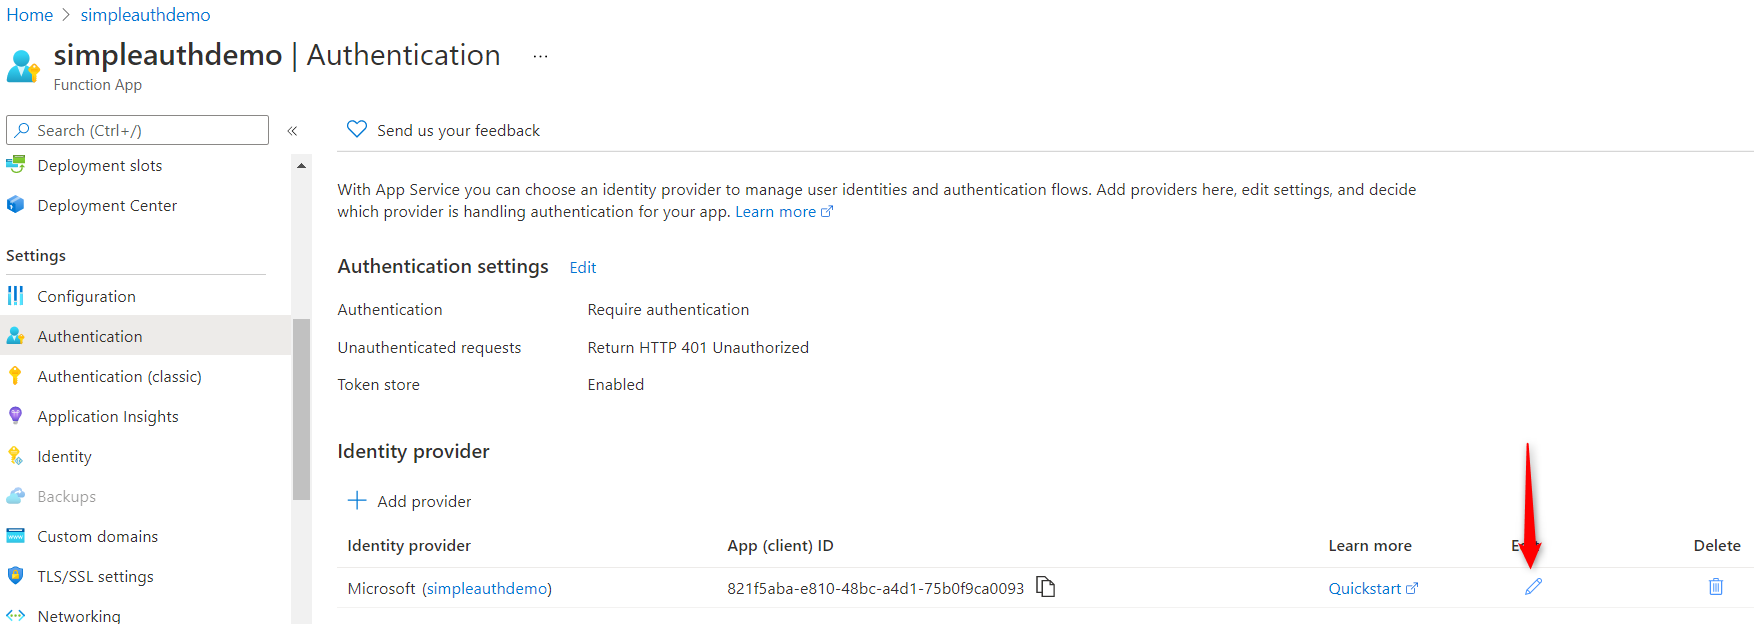 Home > simpleauthdemo
simpleauthdemo | Authentication ...
Function App
Search (Ctrl+/)
«
Deployment slots
Deployment Center
Settings
Configuration
Authentication
Authentication (classic)
Application Insights
Identity
Backups
Custom domains
TLS/SSL settings
Networking
Send us your feedback
With App Service you can choose an identity provider to manage user identities and authentication flows. Add providers here, edit settings, and decide
which provider is handling authentication for your app. Learn more
Authentication settings Edit
Authentication Require authentication
Unauthenticated requests Return HTTP 401 Unauthorized
Token store Enabled
Identity provider
Add provider
Identity provider App (client) ID Learn more Delete
Microsoft (simpleauthdemo) 821f5aba-e810-48bc-a4d1-75b0f9ca0093 Quickstart